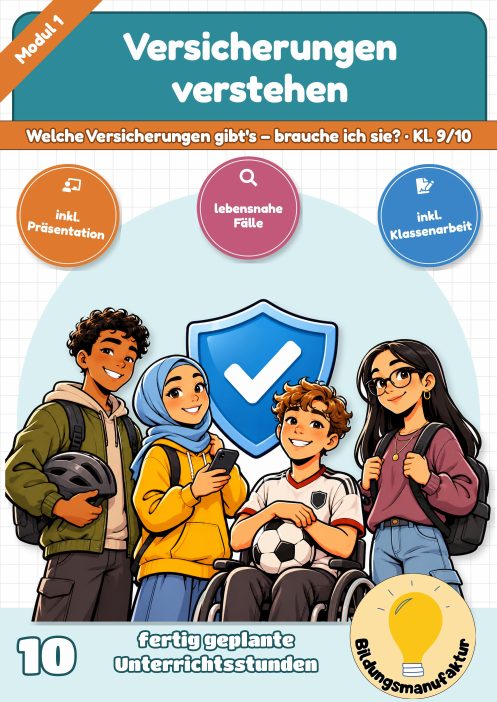 Modul 1
Versicherungen
verstehen
Welche Versicherungen gibt's – brauche ich sie? · Kl. 9/10
inkl.
Präsentation
lebensnahe
Fälle
inkl.
Klassenarbeit
10
fertig geplante
Unterrichtsstunden
Bildungsmanufaktur